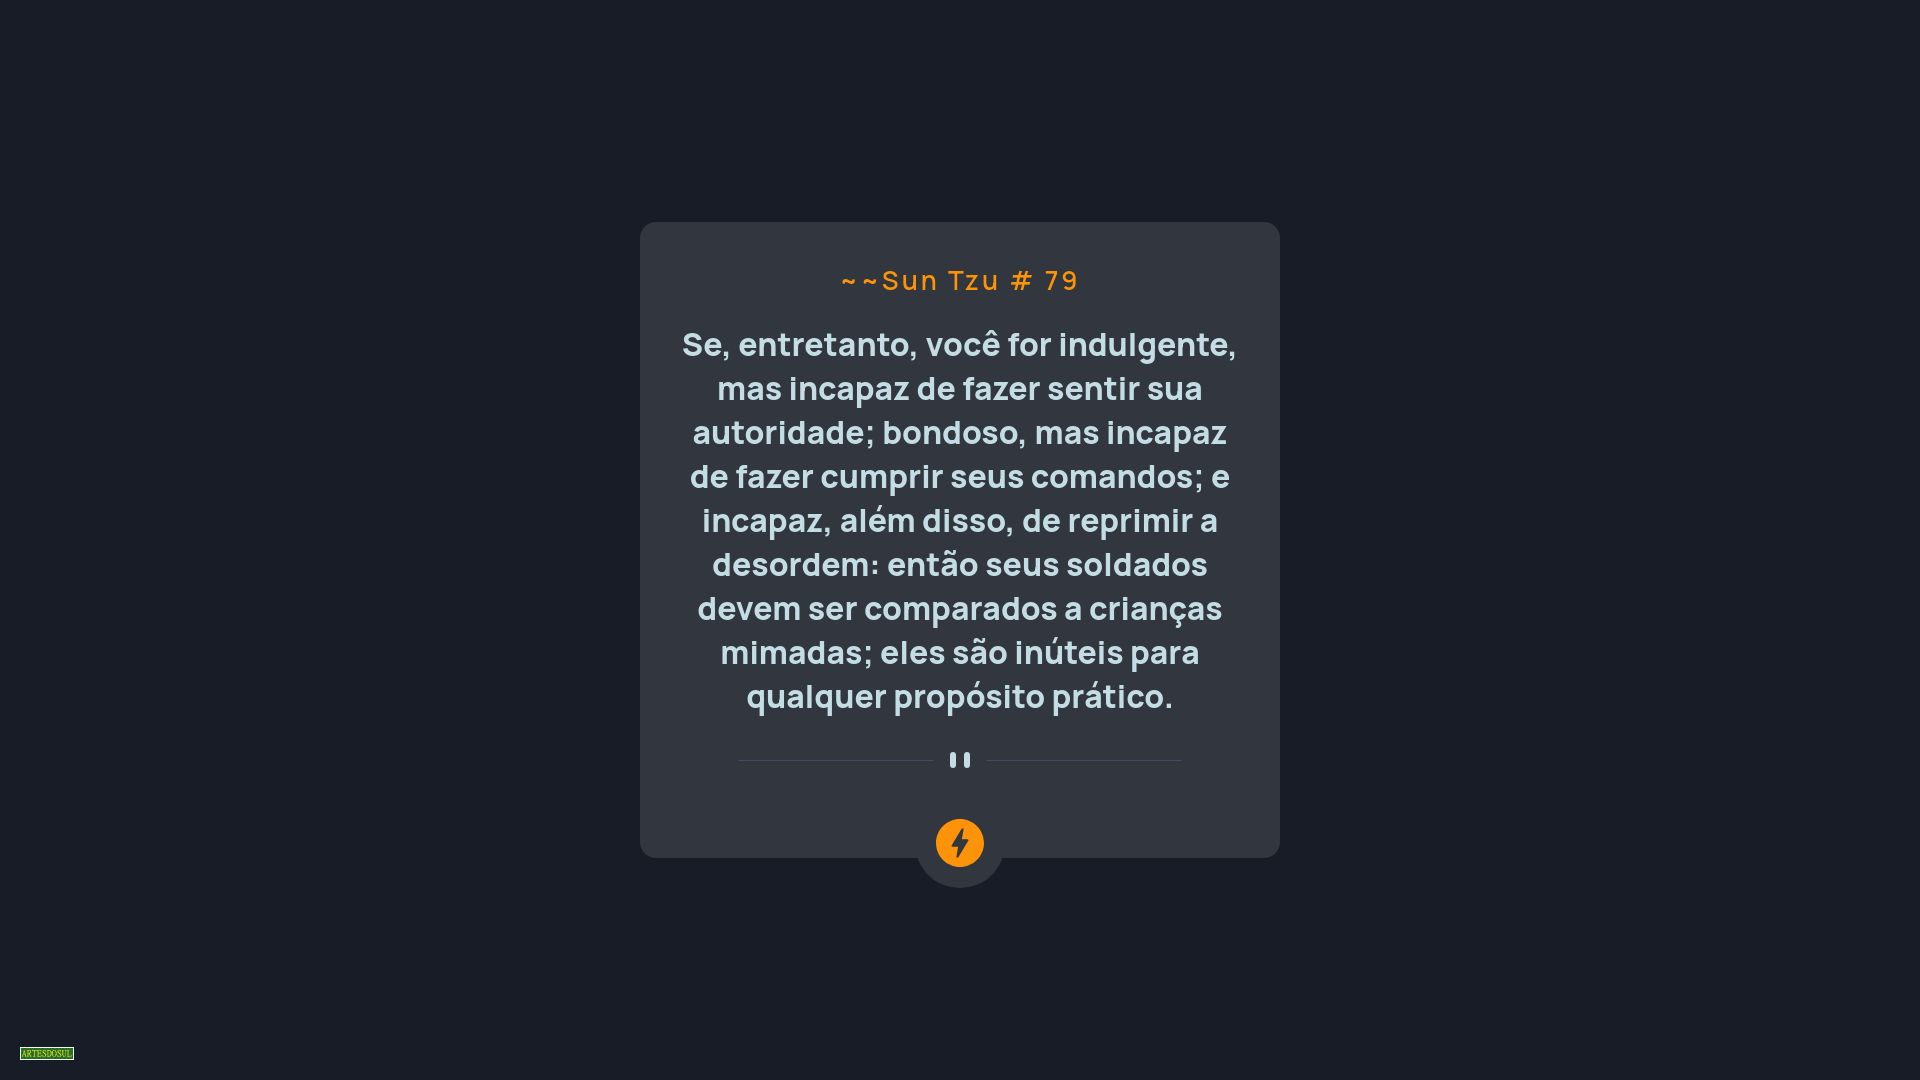 ~~Sun Tzu # 79
Se, entretanto, você for indulgente,
mas incapaz de fazer sentir sua
autoridade; bondoso, mas incapaz
de fazer cumprir seus comandos; e
incapaz, além disso, de reprimir a
desordem: então seus soldados
devem ser comparados a crianças
mimadas; eles são inúteis para
qualquer propósito prático.
ARTESDOSUL